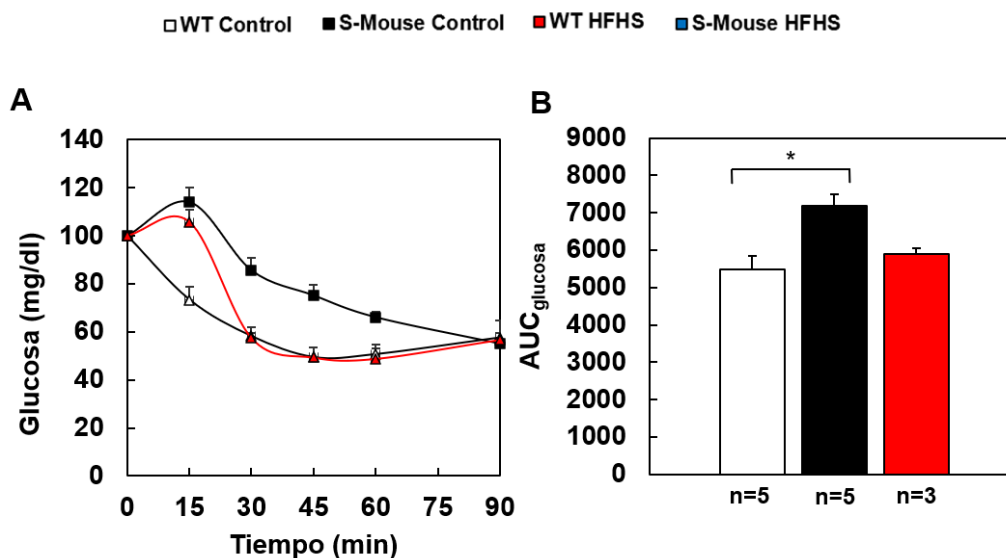 WT Control S-Mouse Control WT HFHS S-Mouse HFHS
A
Glucosa (mg/dl)
140
120
100
80
60
40
20
0
0 15 30 45 60 75 90
Tiempo (min)
B
AUCglucosa
9000
8000
7000
6000
5000
4000
3000
2000
1000
0
*
n=5 n=5 n=3